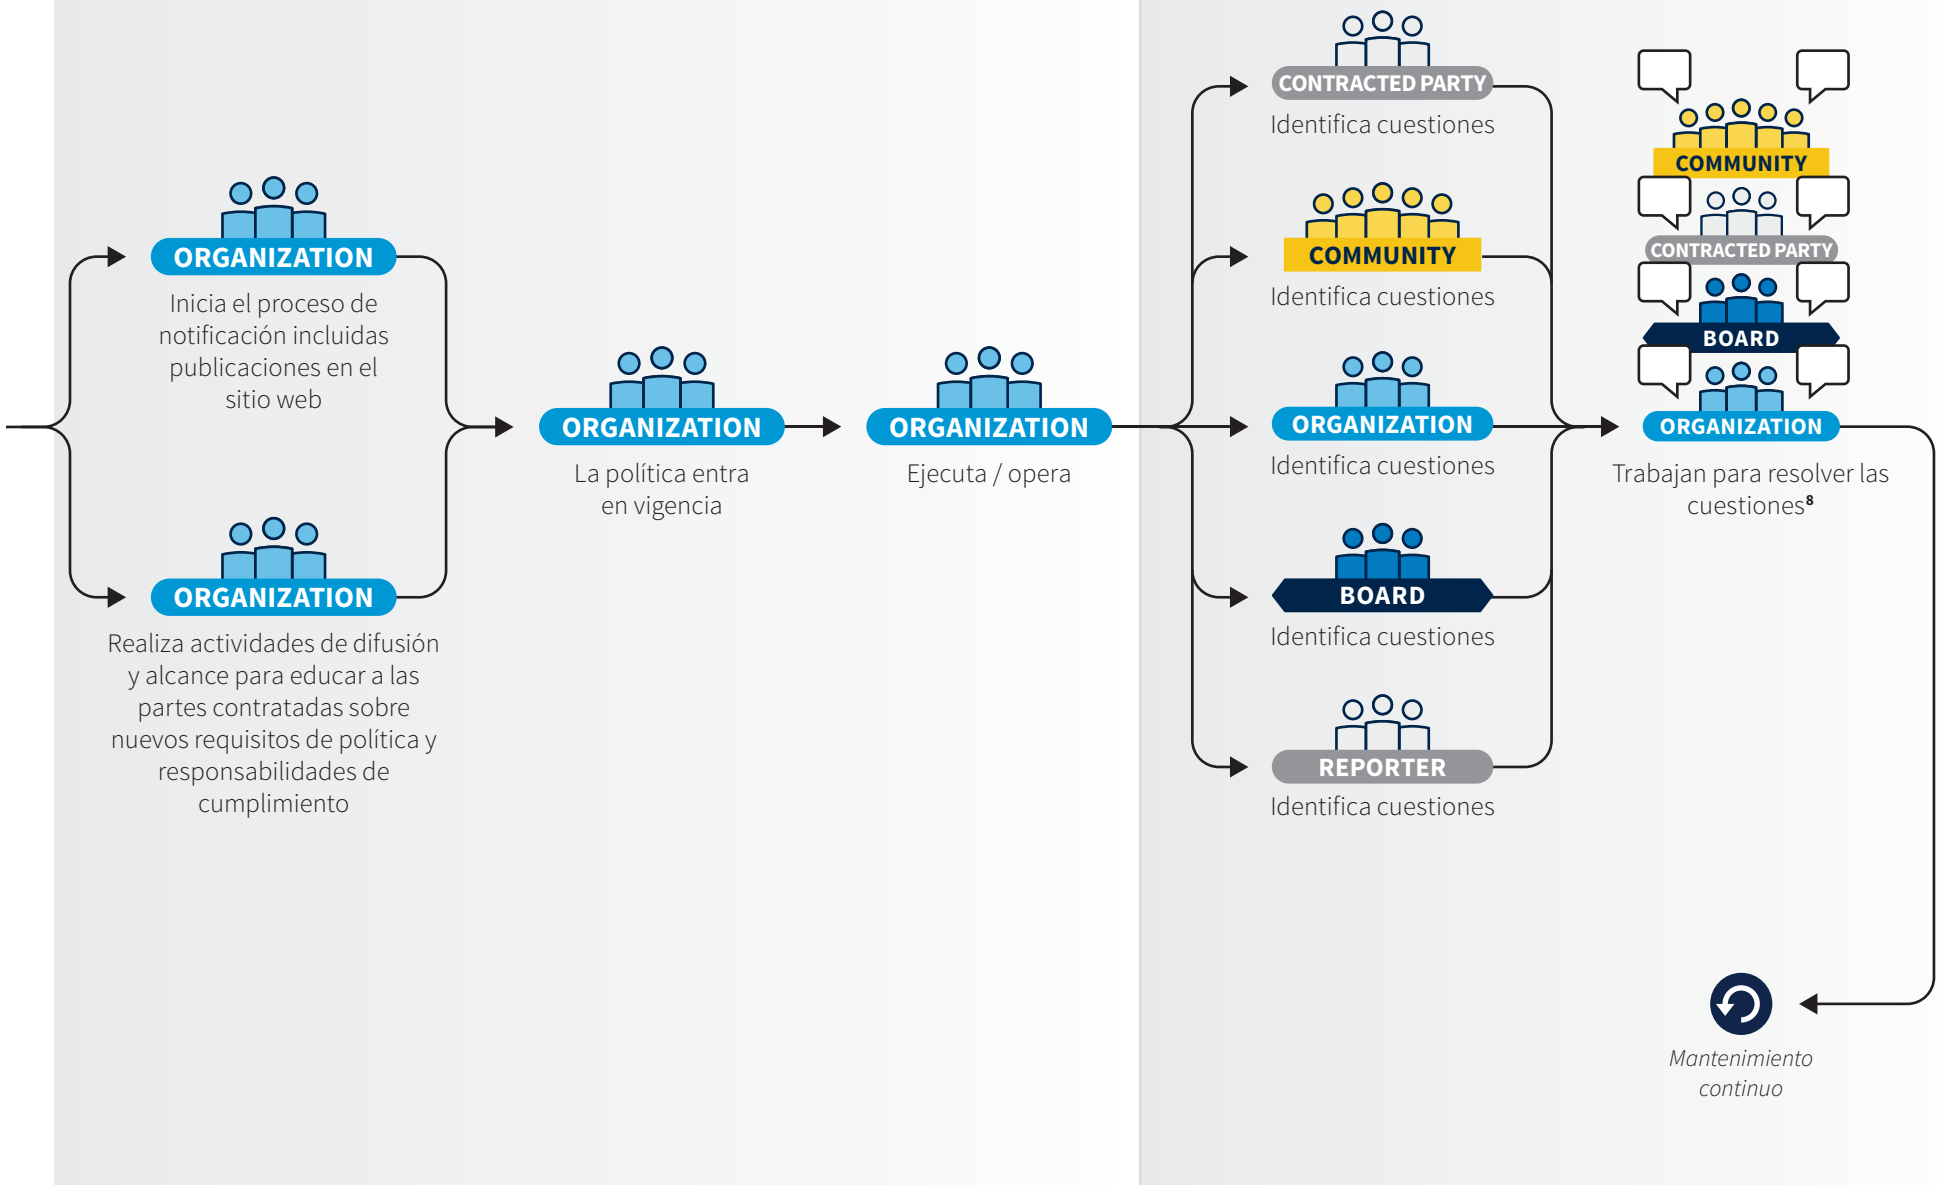 ORGANIZATION
Inicia el proceso de
notificación incluidas
publicaciones en el
sitio web
ORGANIZATION
Realiza actividades de difusión
y alcance para educar a las
partes contratadas sobre
nuevos requisitos de política y
responsabilidades de
cumplimiento
ORGANIZATION
La política entra
en vigencia
ORGANIZATION
Ejecuta / opera
CONTRACTED PARTY
Identifica cuestiones
COMMUNITY
Identifica cuestiones
ORGANIZATION
Identifica cuestiones
BOARD
Identifica cuestiones
REPORTER
Identifica cuestiones
COMMUNITY
CONTRACTED PARTY
BOARD
ORGANIZATION
Trabajan para resolver las
cuestiones⁸
Mantenimiento
continuo